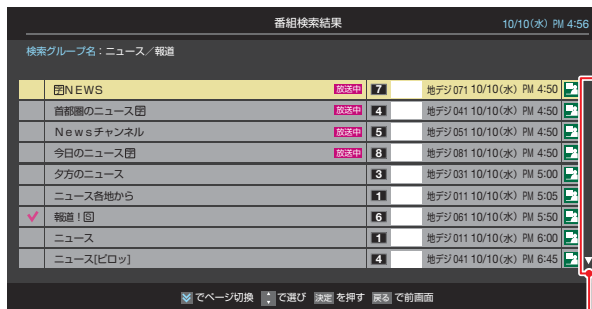 番組検索結果 10/10(水) PM 4:56
検索グループ名：ニュース／報道
字NEWS 放送中 7 地デジ071 10/10(水) PM 4:50
首都圏のニュース字 放送中 4 地デジ041 10/10(水) PM 4:50
Newsチャンネル 放送中 5 地デジ051 10/10(水) PM 4:50
今日のニュース字 放送中 8 地デジ081 10/10(水) PM 4:50
夕方のニュース 3 地デジ031 10/10(水) PM 5:00
ニュース各地から 1 地デジ011 10/10(水) PM 5:05
報道！S 6 地デジ061 10/10(水) PM 5:50
ニュース 1 地デジ011 10/10(水) PM 6:00
ニュース[ピロッ] 4 地デジ041 10/10(水) PM 6:45
でページ切換 で選び 決定 を押す 戻る で前画面